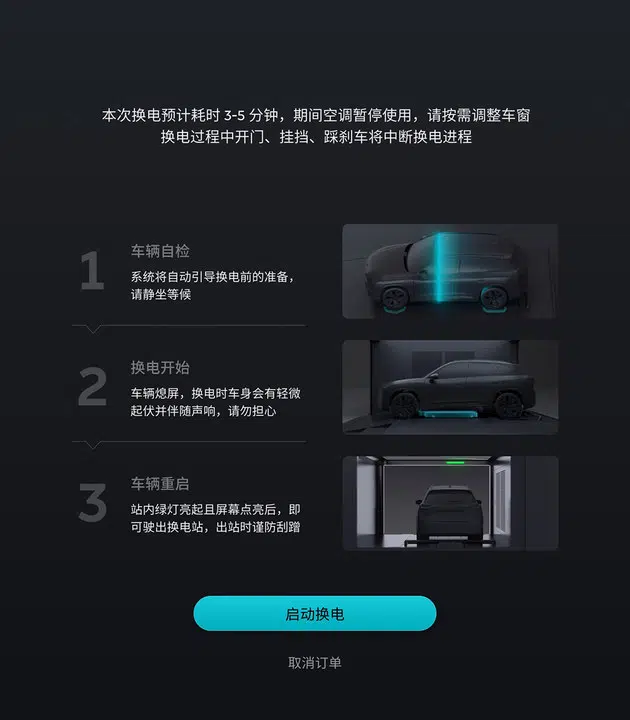 本次换电预计耗时 3-5 分钟，期间空调暂停使用，请按需调整车窗
换电过程中开门、挂挡、踩刹车将中断换电进程
1
车辆自检
系统将自动引导换电前的准备，
请静坐等候
2
换电开始
车辆熄屏，换电时车身会有轻微
起伏并伴随声响，请勿担心
3
车辆重启
站内绿灯亮起且屏幕点亮后，即
可驶出换电站，出站时谨防刮蹭
启动换电
取消订单